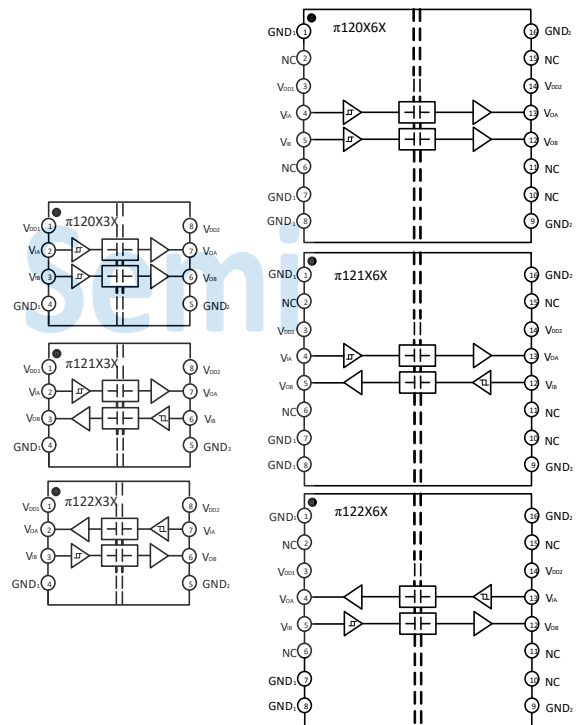 π120X3X
VDD1 1 8 VDD2
VIA 2 7 VOA
VIB 3 6 VOB
GND1 4 5 GND2
π121X3X
VDD1 1 8 VDD2
VIA 2 7 VOA
VOB 3 6 VIB
GND1 4 5 GND2
π122X3X
VDD1 1 8 VDD2
VOA 2 7 VIA
VIB 3 6 VOB
GND1 4 5 GND2
π120X6X
GND1 1 16 GND2
NC 2 15 NC
VDD1 3 14 VDD2
VIA 4 13 VOA
VIB 5 12 VOB
NC 6 11 NC
GND1 7 10 NC
GND1 8 9 GND2
π121X6X
GND1 1 16 GND2
NC 2 15 NC
VDD1 3 14 VDD2
VIA 4 13 VOA
VOB 5 12 VIB
NC 6 11 NC
GND1 7 10 NC
GND1 8 9 GND2
π122X6X
GND1 1 16 GND2
NC 2 15 NC
VDD1 3 14 VDD2
VOA 4 13 VIA
VIB 5 12 VOB
NC 6 11 NC
GND1 7 10 NC
GND1 8 9 GND2
Semi